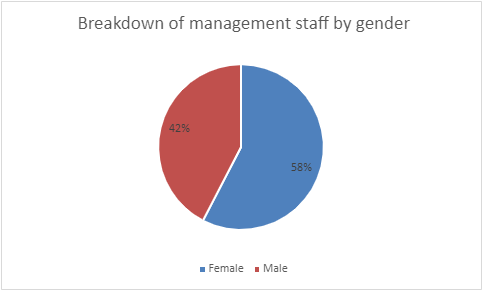 Breakdown of management staff by gender
42%
58%
Female Male